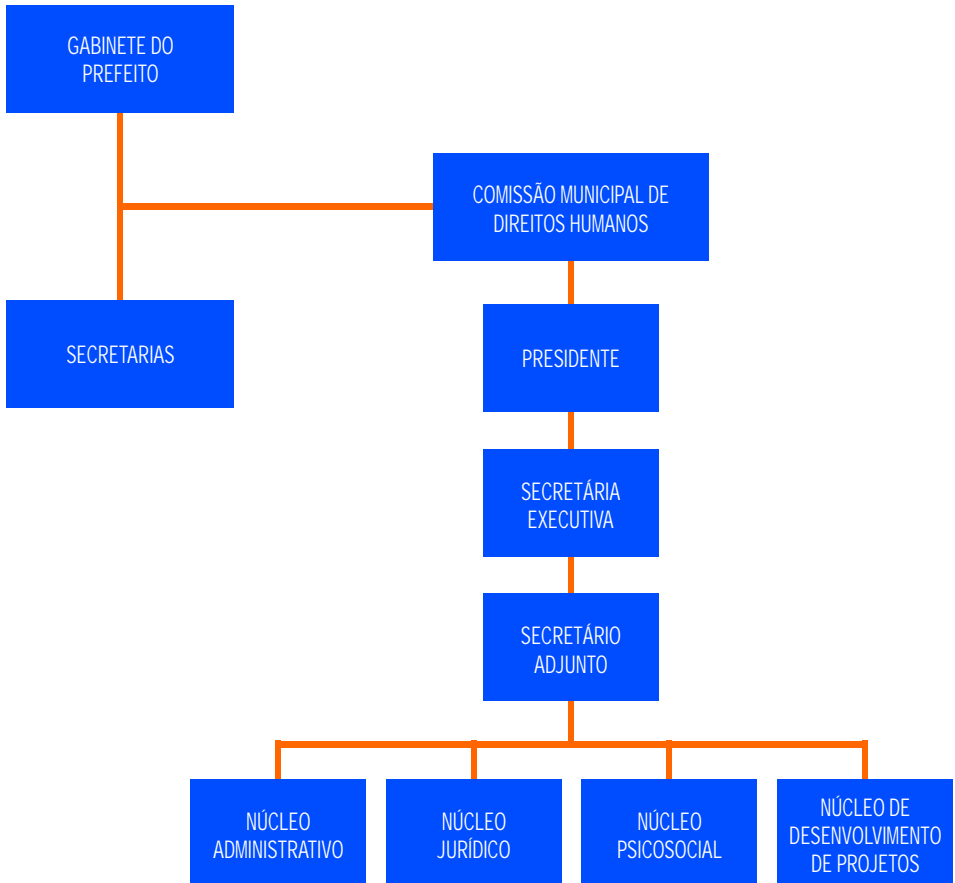 GABINETE DO
PREFEITO
COMISSÃO MUNICIPAL DE
DIREITOS HUMANOS
SECRETARIAS
PRESIDENTE
SECRETÁRIA
EXECUTIVA
SECRETÁRIO
ADJUNTO
NÚCLEO
ADMINISTRATIVO
NÚCLEO
JURÍDICO
NÚCLEO
PSICOSOCIAL
NÚCLEO DE
DESENVOLVIMENTO
DE PROJETOS